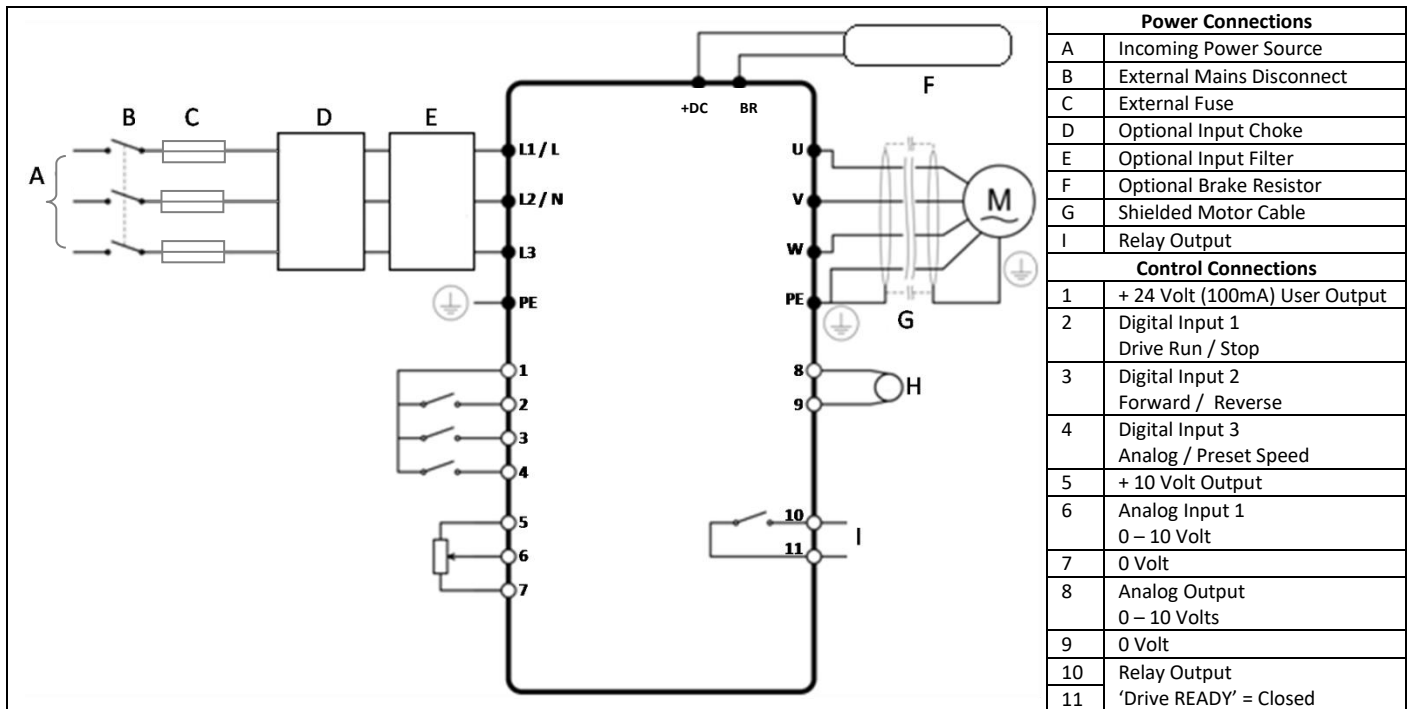 A
B
C
D
E
F
+DC BR
L1 / L
L2 / N
L3
PE
U
V
W
PE
M
G
1
2
3
4
5
6
7
8
9
H
10
11
I
Power Connections
A Incoming Power Source
B External Mains Disconnect
C External Fuse
D Optional Input Choke
E Optional Input Filter
F Optional Brake Resistor
G Shielded Motor Cable
I Relay Output
Control Connections
1 + 24 Volt (100mA) User Output
2 Digital Input 1
Drive Run / Stop
3 Digital Input 2
Forward / Reverse
4 Digital Input 3
Analog / Preset Speed
5 + 10 Volt Output
6 Analog Input 1
0 – 10 Volt
7 0 Volt
8 Analog Output
0 – 10 Volts
9 0 Volt
10 Relay Output
11 ‘Drive READY’ = Closed